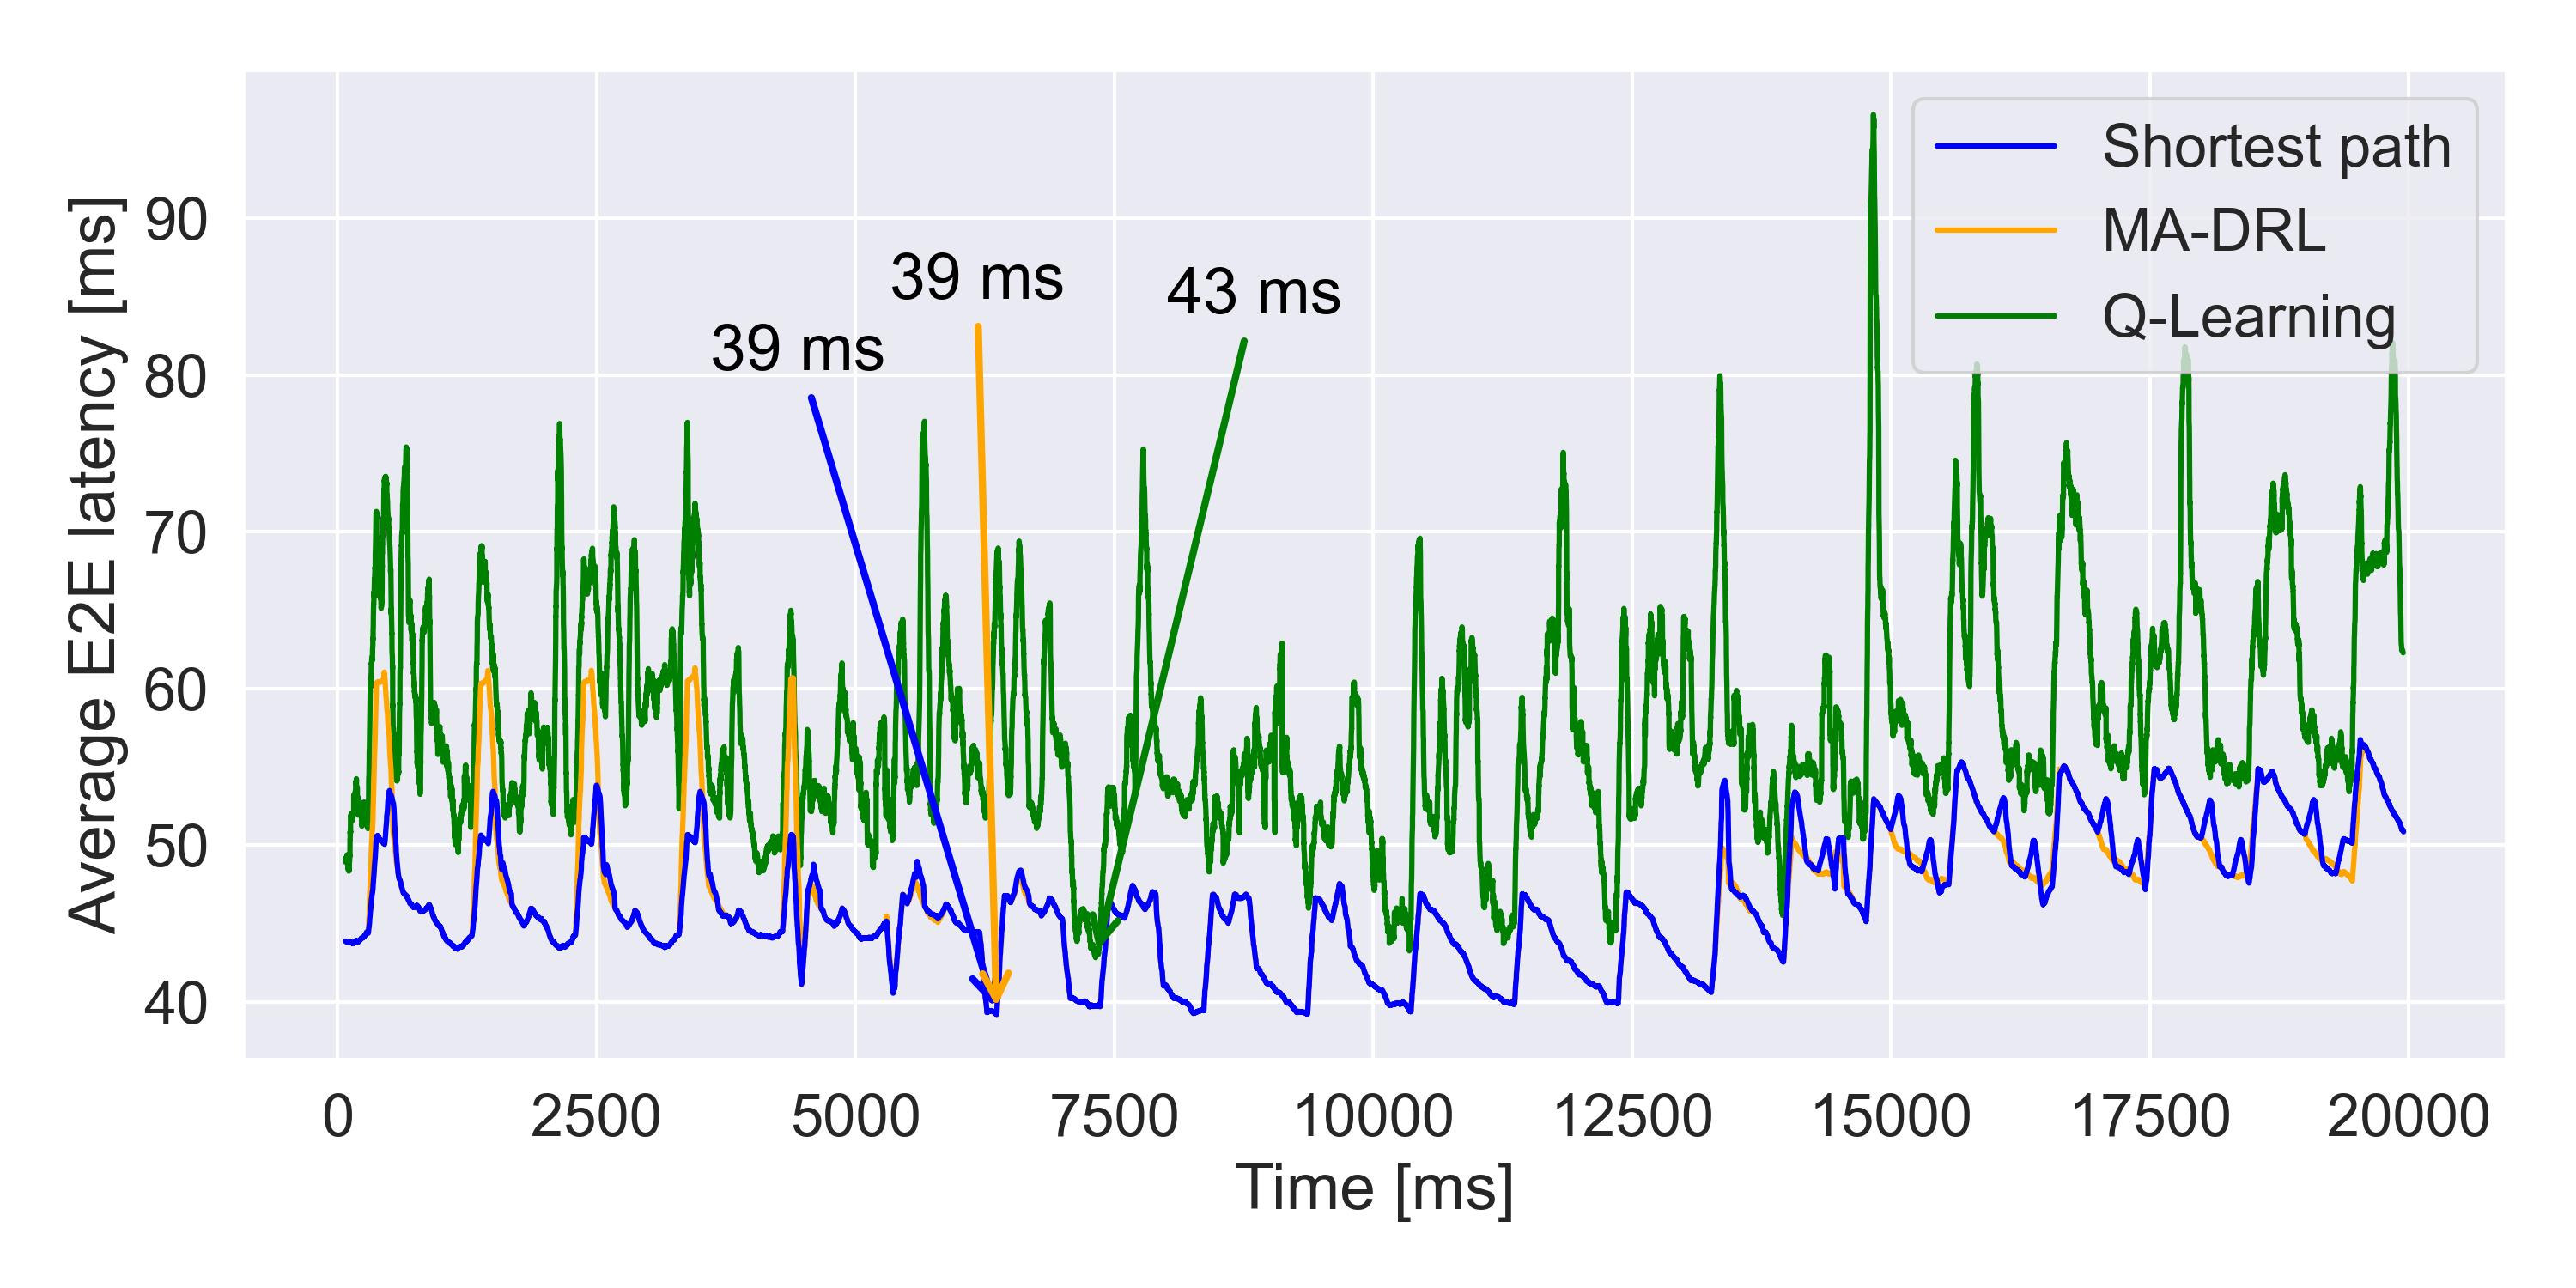 Average E2E latency [ms]
90
80
70
60
50
40
39 ms
39 ms
43 ms
Shortest path
MA-DRL
Q-Learning
0 2500 5000 7500 10000 12500 15000 17500 20000
Time [ms]